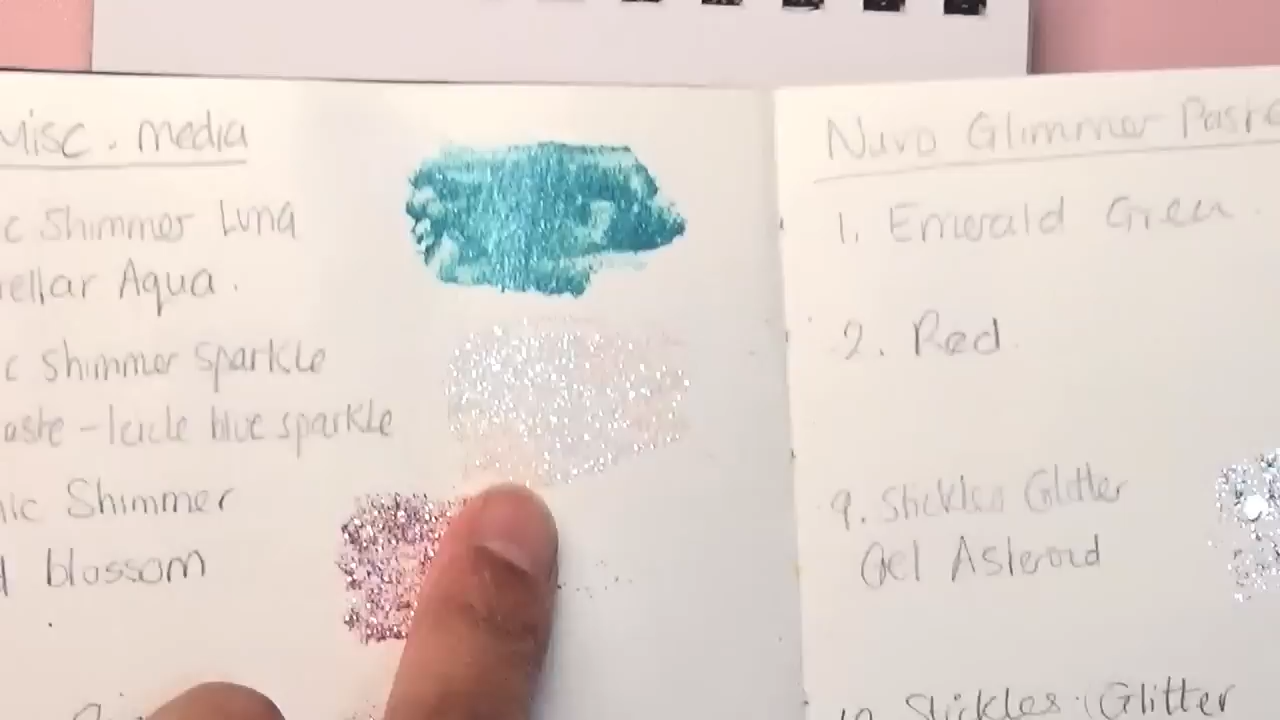 Misc. media
c Shimmer Luna
ellar Aqua.
c Shimmer Sparkle
aste - Icicle blue sparkle
ic Shimmer
blossom
Nuvo Glimmer Paste
1. Emerald Green.
2. Red.
9. Stickles Glitter
Gel Asteroid
10. Stickles Glitter